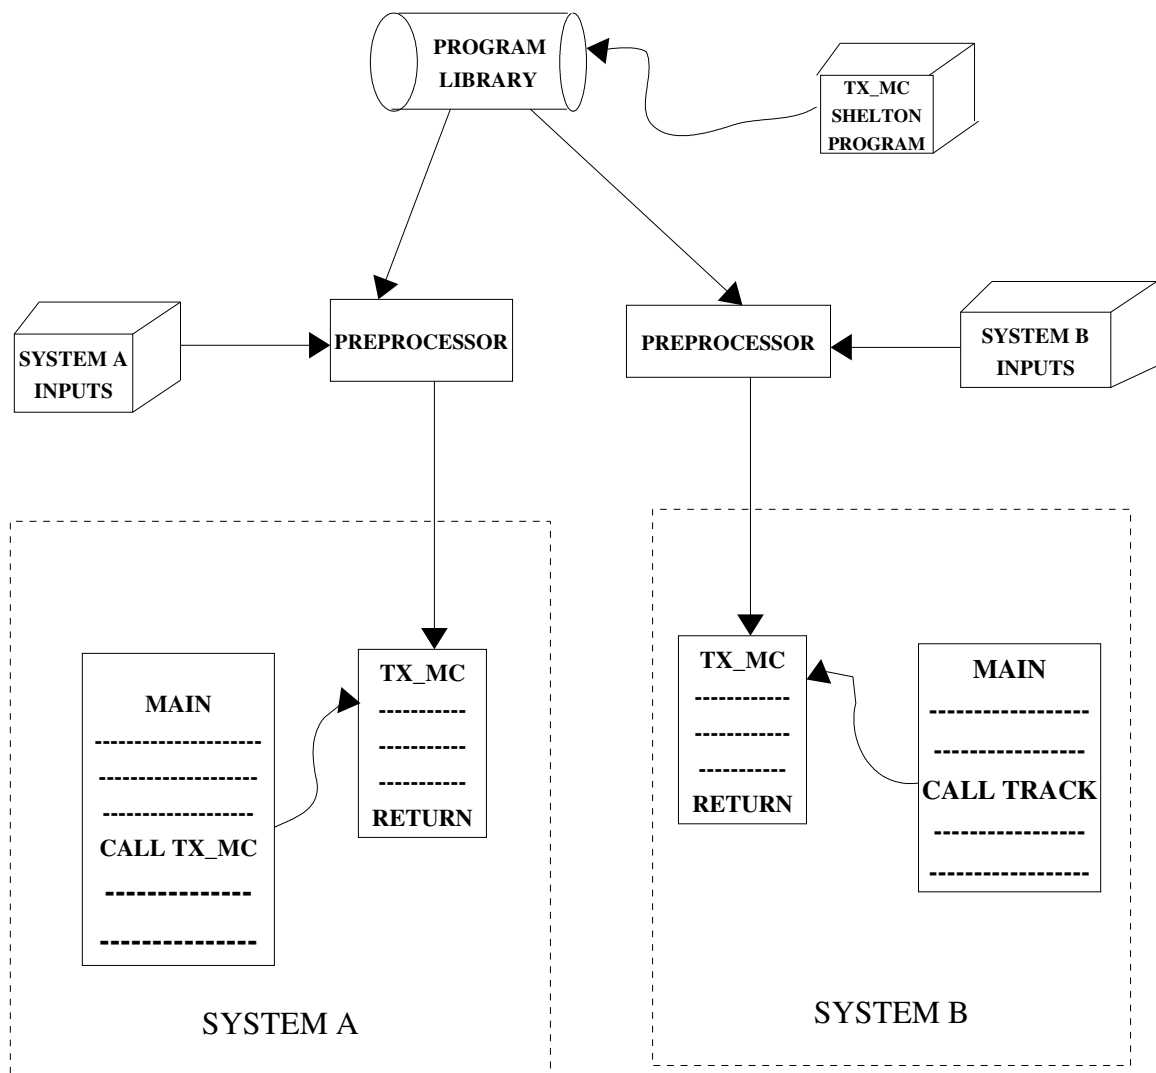 PROGRAM
LIBRARY
TX_MC
SHELTON
PROGRAM
SYSTEM A
INPUTS
PREPROCESSOR
PREPROCESSOR
SYSTEM B
INPUTS
MAIN
CALL TX_MC
TX_MC
RETURN
SYSTEM A
TX_MC
RETURN
MAIN
CALL TRACK
SYSTEM B